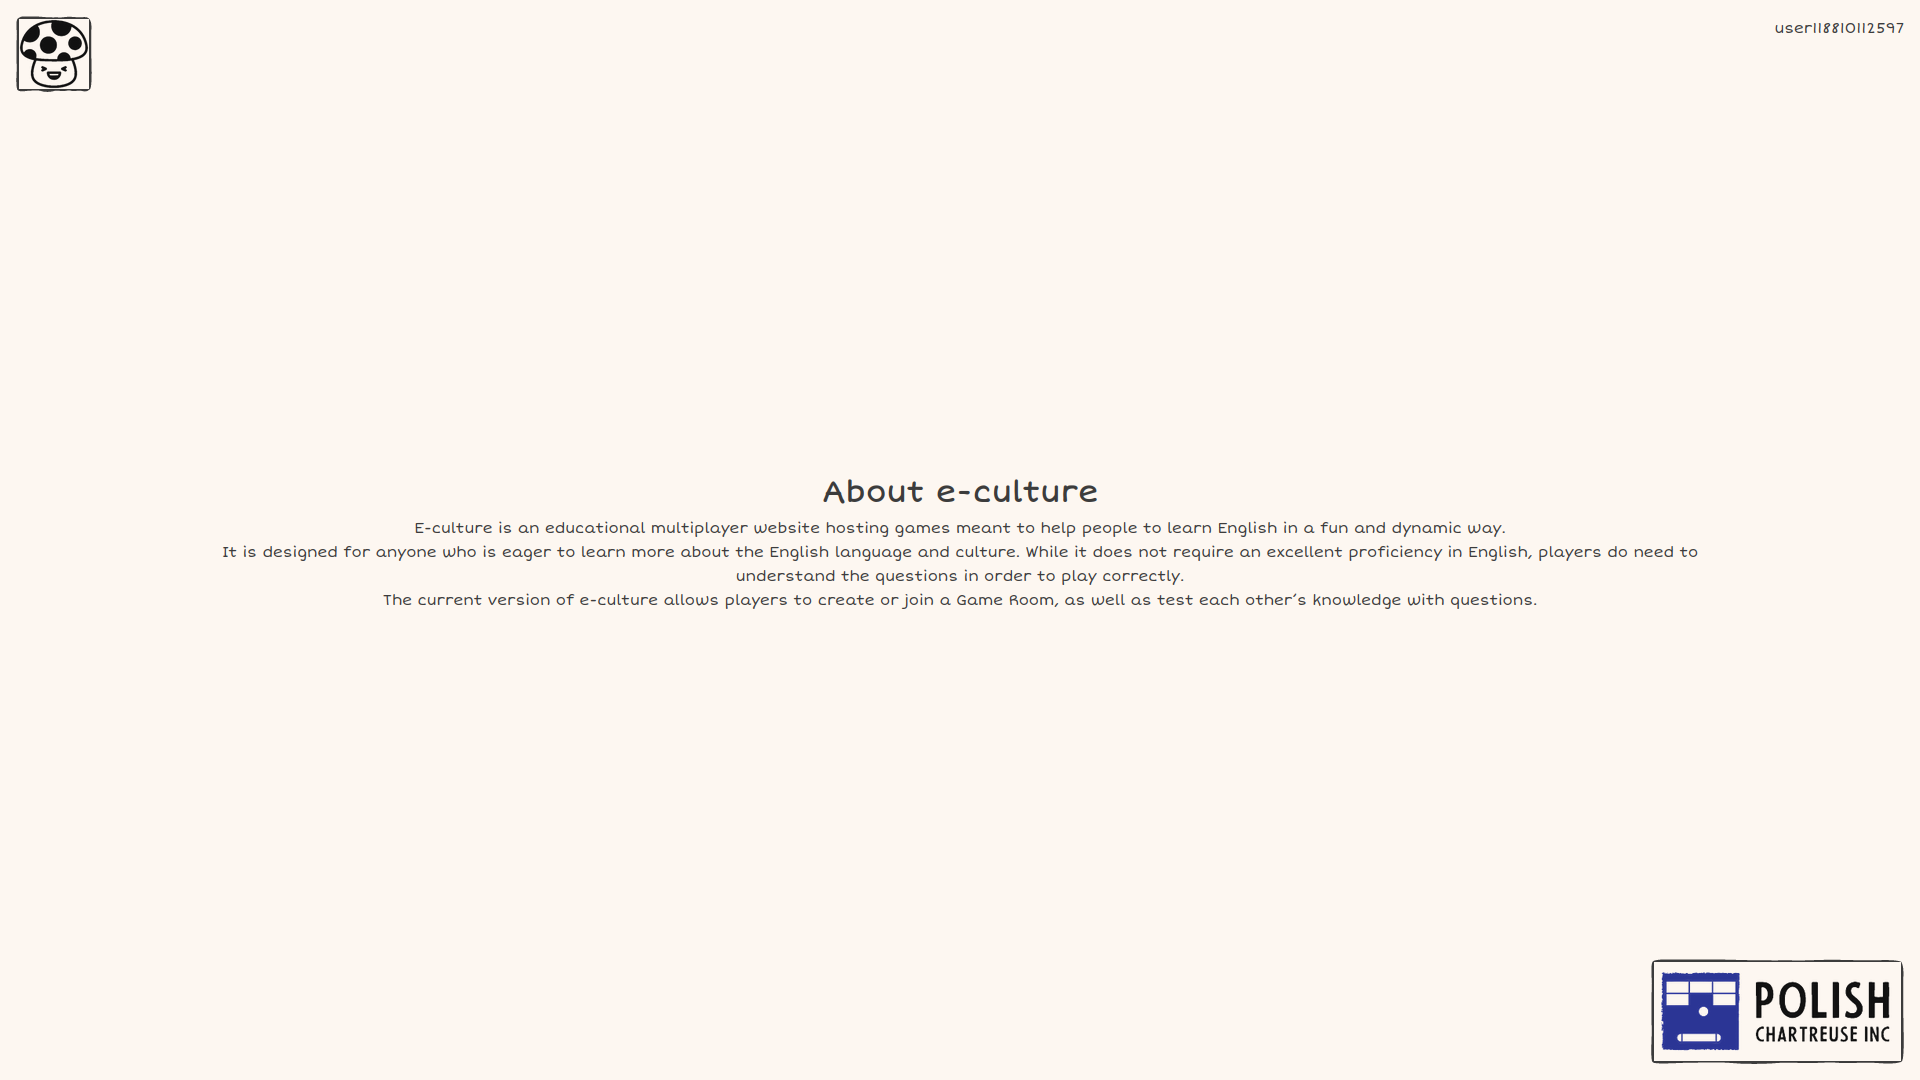 user118810112597
About e-culture
E-culture is an educational multiplayer website hosting games meant to help people to learn English in a fun and dynamic way.
It is designed for anyone who is eager to learn more about the English language and culture. While it does not require an excellent proficiency in English, players do need to
understand the questions in order to play correctly.
The current version of e-culture allows players to create or join a Game Room, as well as test each other's knowledge with questions.
POLISH
CHARTREUSE INC